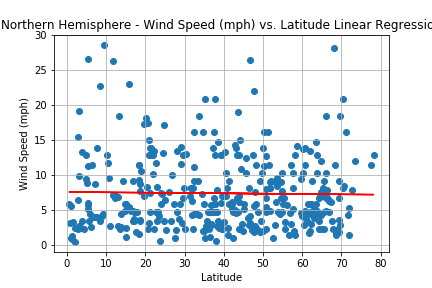 Northern Hemisphere - Wind Speed (mph) vs. Latitude Linear Regressio
30
25
20
15
10
5
0
Wind Speed (mph)
0 10 20 30 40 50 60 70 80
Latitude